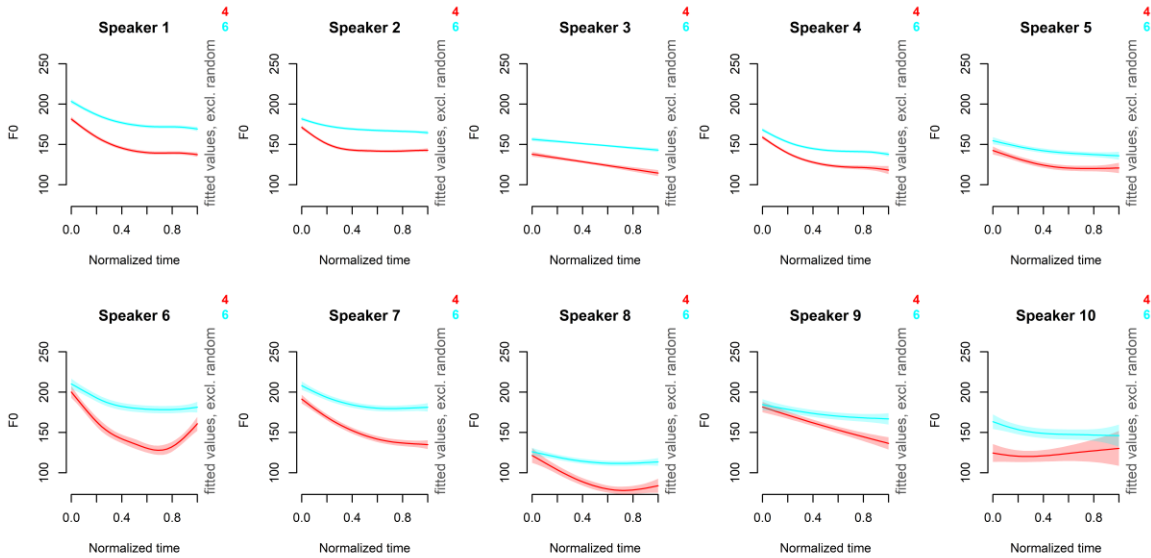 Speaker 1
4
6
F0
250
200
150
100
0.0 0.4 0.8
Normalized time
fitted values, excl. random
Speaker 2
4
6
F0
250
200
150
100
0.0 0.4 0.8
Normalized time
fitted values, excl. random
Speaker 3
4
6
F0
250
200
150
100
0.0 0.4 0.8
Normalized time
fitted values, excl. random
Speaker 4
4
6
F0
250
200
150
100
0.0 0.4 0.8
Normalized time
fitted values, excl. random
Speaker 5
4
6
F0
250
200
150
100
0.0 0.4 0.8
Normalized time
fitted values, excl. random
Speaker 6
4
6
F0
250
200
150
100
0.0 0.4 0.8
Normalized time
fitted values, excl. random
Speaker 7
4
6
F0
250
200
150
100
0.0 0.4 0.8
Normalized time
fitted values, excl. random
Speaker 8
4
6
F0
250
200
150
100
0.0 0.4 0.8
Normalized time
fitted values, excl. random
Speaker 9
4
6
F0
250
200
150
100
0.0 0.4 0.8
Normalized time
fitted values, excl. random
Speaker 10
4
6
F0
250
200
150
100
0.0 0.4 0.8
Normalized time
fitted values, excl. random